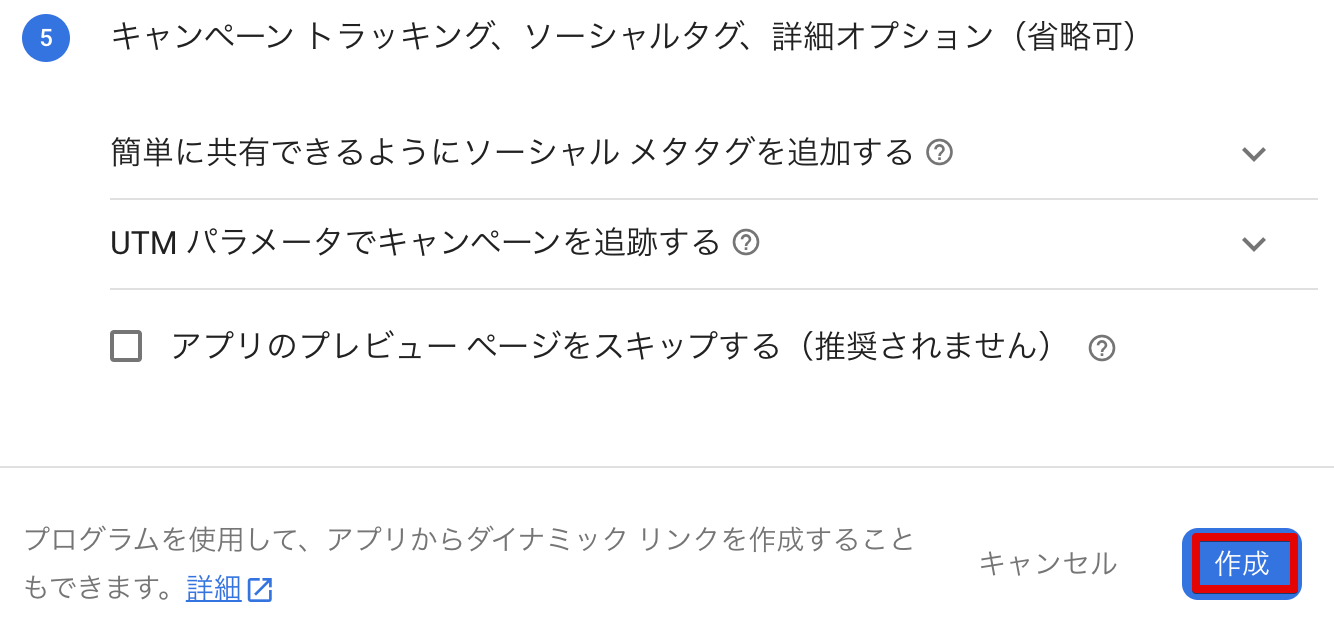 5
キャンペーン トラッキング、ソーシャルタグ、詳細オプション（省略可）
簡単に共有できるようにソーシャル メタタグを追加する ?
UTM パラメータでキャンペーンを追跡する ?
アプリのプレビュー ページをスキップする（推奨されません） ?
プログラムを使用して、アプリからダイナミック リンクを作成すること
もできます。詳細
キャンセル
作成